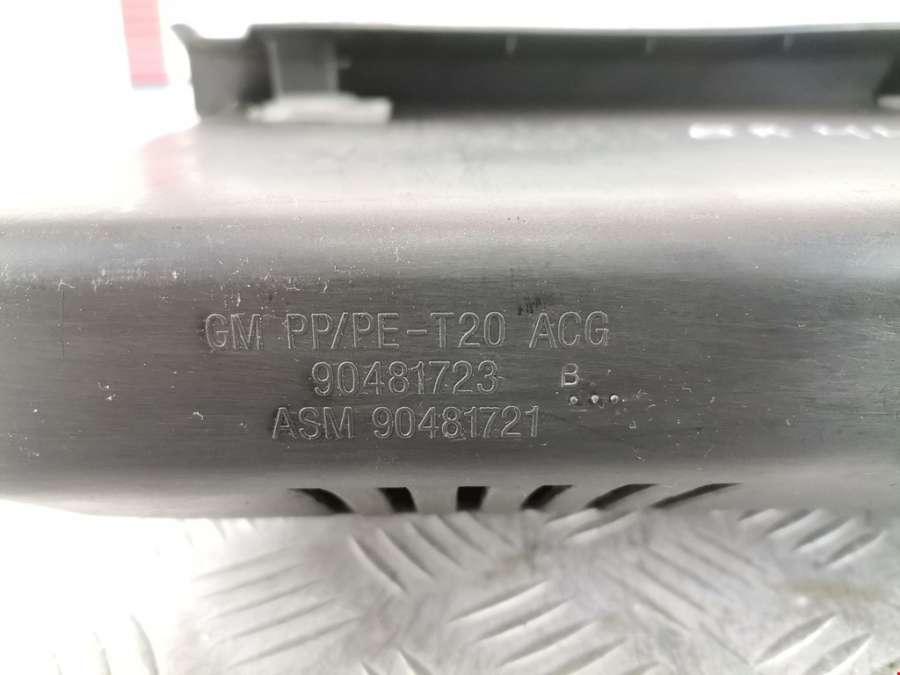 GM PP/PE-T20 ACG
90481723 B
ASM 90481721